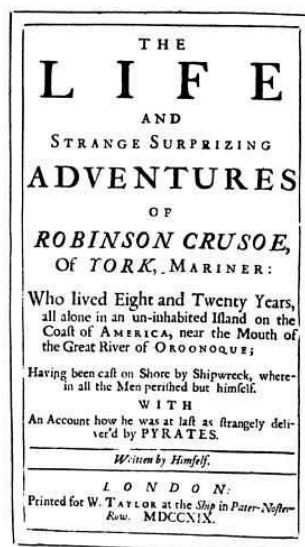 THE
LIFE
AND
STRANGE SURPRIZING
ADVENTURES
OF
ROBINSON CRUSOE,
Of YORK, MARINER:
Who lived Eight and Twenty Years,
all alone in an un-inhabited Iſland on the
Coaſt of AMERICA, near the Mouth of
the Great River of OROONOQUE;
Having been caſt on Shore by Shipwreck, where-
in all the Men periſhed but himſelf.
WITH
An Account how he was at laſt as ſtrangely deli-
ver'd by PYRATES.
Written by Himſelf.
LONDON:
Printed for W. TAYLOR at the Ship in Pater-Noſter-
Row. MDCCXIX.